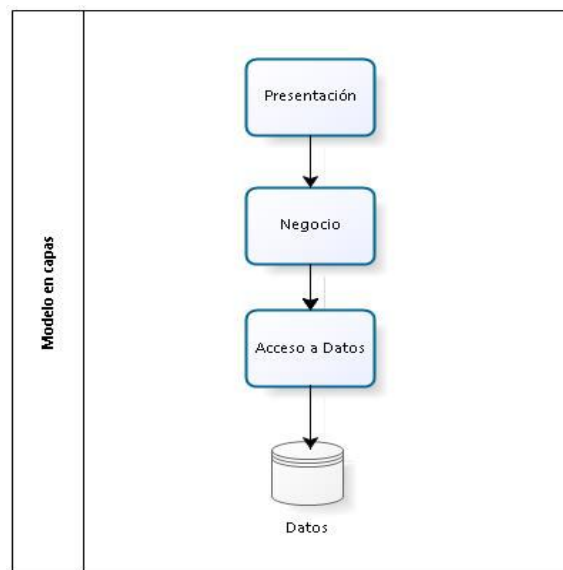 Modelo en capas
Presentación
Negocio
Acceso a Datos
Datos